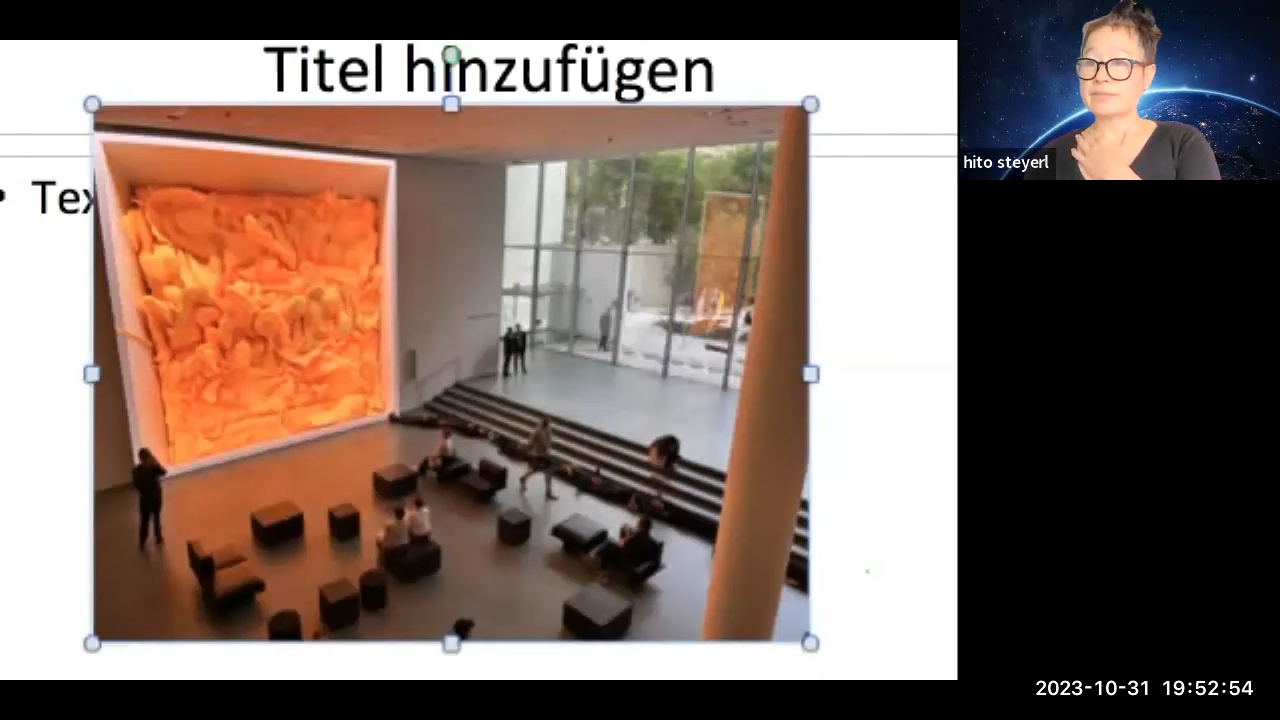 Titel hinzufügen
• Tex
hito steyerl
2023-10-31 19:52:54